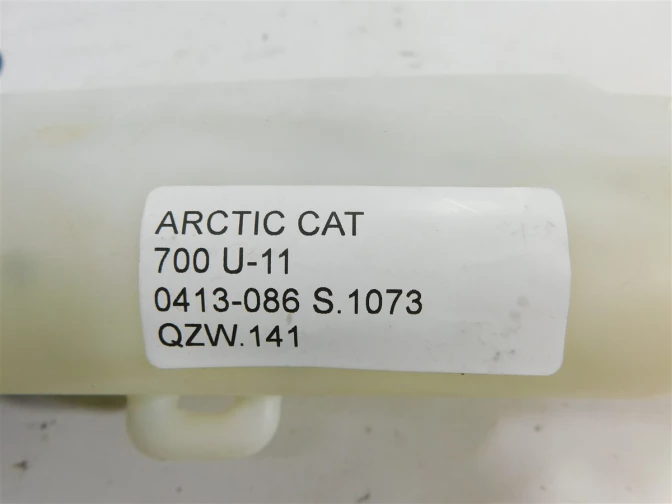 ARCTIC CAT
700 U-11
0413-086 S.1073
QZW.141